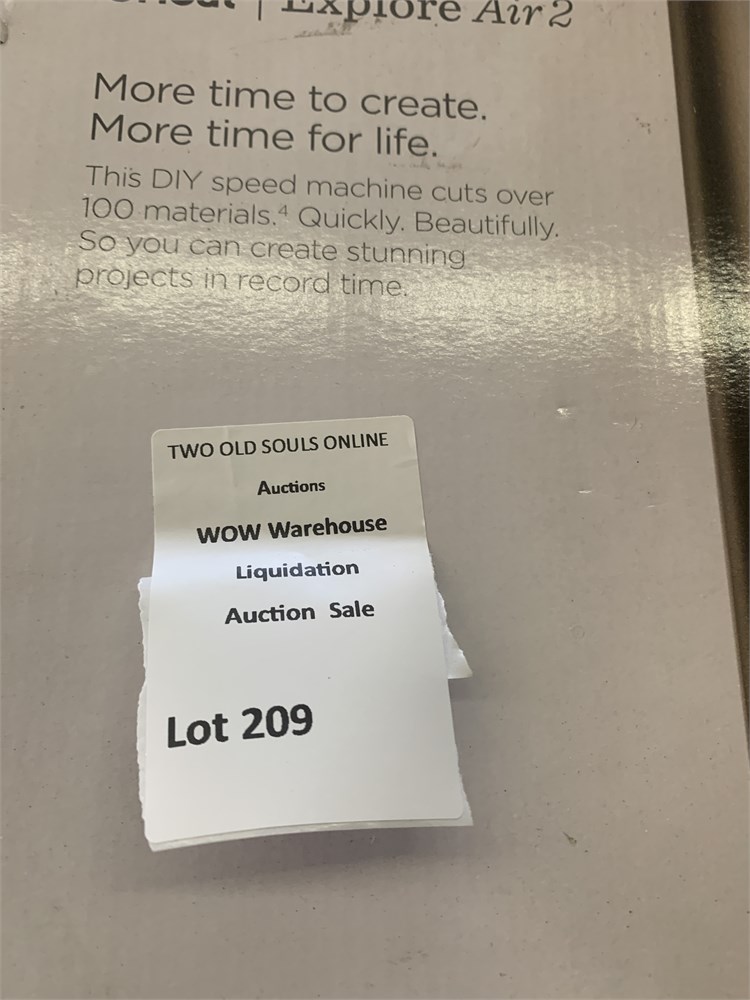 Explore Air 2
More time to create.
More time for life.
This DIY speed machine cuts over
100 materials.⁴ Quickly. Beautifully.
So you can create stunning
projects in record time.
TWO OLD SOULS ONLINE
Auctions
WOW Warehouse
Liquidation
Auction Sale
Lot 209